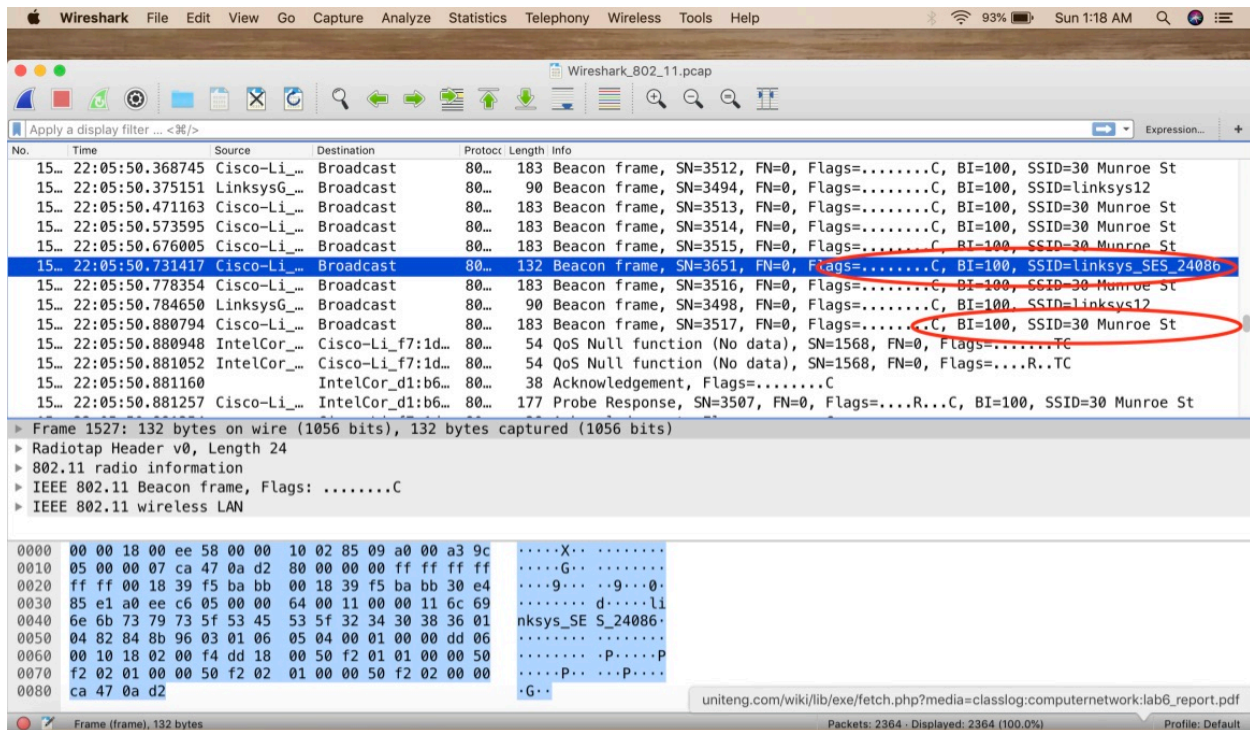 Wireshark File Edit View Go Capture Analyze Statistics Telephony Wireless Tools Help 93% Sun 1:18 AM
Wireshark_802_11.pcap
Apply a display filter ... <⌘/> Expression... +
No. Time Source Destination Protocc Length Info
15… 22:05:50.368745 Cisco-Li_… Broadcast 80… 183 Beacon frame, SN=3512, FN=0, Flags=........C, BI=100, SSID=30 Munroe St
15… 22:05:50.375151 LinksysG_… Broadcast 80… 90 Beacon frame, SN=3494, FN=0, Flags=........C, BI=100, SSID=linksys12
15… 22:05:50.471163 Cisco-Li_… Broadcast 80… 183 Beacon frame, SN=3513, FN=0, Flags=........C, BI=100, SSID=30 Munroe St
15… 22:05:50.573595 Cisco-Li_… Broadcast 80… 183 Beacon frame, SN=3514, FN=0, Flags=........C, BI=100, SSID=30 Munroe St
15… 22:05:50.676005 Cisco-Li_… Broadcast 80… 183 Beacon frame, SN=3515, FN=0, Flags=........C, BI=100, SSID=30 Munroe St
15… 22:05:50.731417 Cisco-Li_… Broadcast 80… 132 Beacon frame, SN=3651, FN=0, Flags=........C, BI=100, SSID=linksys_SES_24086
15… 22:05:50.778354 Cisco-Li_… Broadcast 80… 183 Beacon frame, SN=3516, FN=0, Flags=........C, BI=100, SSID=30 Munroe St
15… 22:05:50.784650 LinksysG_… Broadcast 80… 90 Beacon frame, SN=3498, FN=0, Flags=........C, BI=100, SSID=linksys12
15… 22:05:50.880794 Cisco-Li_… Broadcast 80… 183 Beacon frame, SN=3517, FN=0, Flags=........C, BI=100, SSID=30 Munroe St
15… 22:05:50.880948 IntelCor_… Cisco-Li_f7:1d… 80… 54 QoS Null function (No data), SN=1568, FN=0, Flags=.......TC
15… 22:05:50.881052 IntelCor_… Cisco-Li_f7:1d… 80… 54 QoS Null function (No data), SN=1568, FN=0, Flags=....R..TC
15… 22:05:50.881160 IntelCor_d1:b6… 80… 38 Acknowledgement, Flags=........C
15… 22:05:50.881257 Cisco-Li_… IntelCor_d1:b6… 80… 177 Probe Response, SN=3507, FN=0, Flags=....R...C, BI=100, SSID=30 Munroe St
Frame 1527: 132 bytes on wire (1056 bits), 132 bytes captured (1056 bits)
Radiotap Header v0, Length 24
802.11 radio information
IEEE 802.11 Beacon frame, Flags: ........C
IEEE 802.11 wireless LAN
0000 00 00 18 00 ee 58 00 00 10 02 85 09 a0 00 a3 9c ·····X·· ········
0010 05 00 00 07 ca 47 0a d2 80 00 00 00 ff ff ff ff ·····G·· ········
0020 ff ff 00 18 39 f5 ba bb 00 18 39 f5 ba bb 30 e4 ····9··· ··9···0·
0030 85 e1 a0 ee c6 05 00 00 64 00 11 00 00 11 6c 69 ········ d·····li
0040 6e 6b 73 79 73 5f 53 45 53 5f 32 34 30 38 36 01 nksys_SE S_24086·
0050 04 82 84 8b 96 03 01 06 05 04 00 01 00 00 dd 06 ········ ········
0060 00 10 18 02 00 f4 dd 18 00 50 f2 01 01 00 00 50 ········ ·P·····P
0070 f2 02 01 00 00 50 f2 02 01 00 00 50 f2 02 00 00 ·····P·· ···P····
0080 ca 47 0a d2 ·G··
uniteng.com/wiki/lib/exe/fetch.php?media=classlog:computernetwork:lab6_report.pdf
Frame (frame), 132 bytes Packets: 2364 · Displayed: 2364 (100.0%) Profile: Default